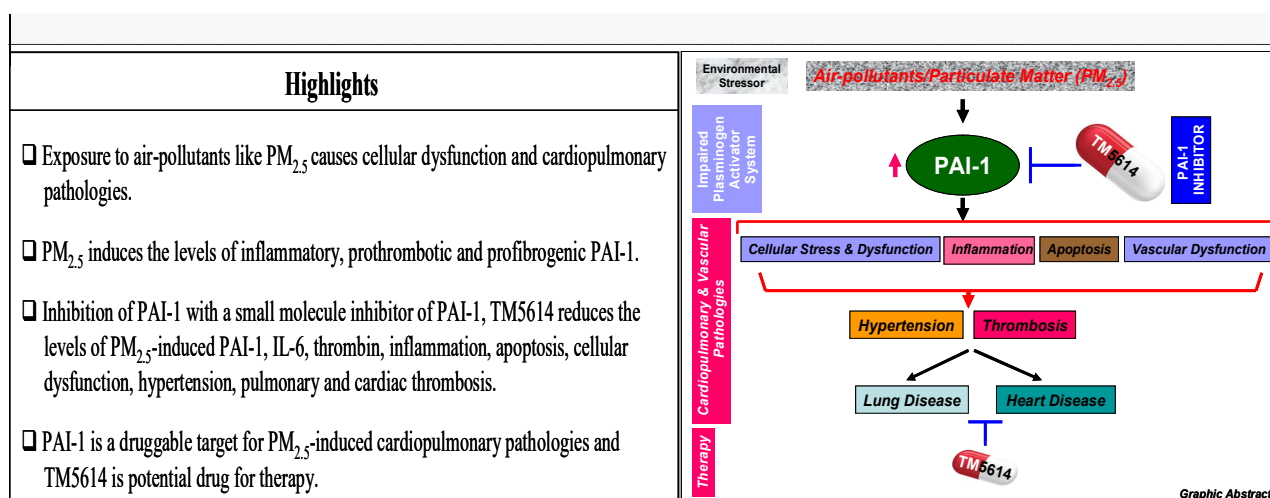 Highlights
❑ Exposure to air-pollutants like PM2.5 causes cellular dysfunction and cardiopulmonary
pathologies.
❑ PM2.5 induces the levels of inflammatory, prothrombotic and profibrogenic PAI-1.
❑ Inhibition of PAI-1 with a small molecule inhibitor of PAI-1, TM5614 reduces the
levels of PM2.5-induced PAI-1, IL-6, thrombin, inflammation, apoptosis, cellular
dysfunction, hypertension, pulmonary and cardiac thrombosis.
❑ PAI-1 is a druggable target for PM2.5-induced cardiopulmonary pathologies and
TM5614 is potential drug for therapy.
Environmental
Stressor
Air-pollutants/Particulate Matter (PM2.5)
Impaired
Plasminogen
Activator
System
PAI-1
TM5614
PAI-1
INHIBITOR
Cardiopulmonary & Vascular
Pathologies
Cellular Stress & Dysfunction
Inflammation
Apoptosis
Vascular Dysfunction
Hypertension
Thrombosis
Lung Disease
Heart Disease
Therapy
TM5614
Graphic Abstract